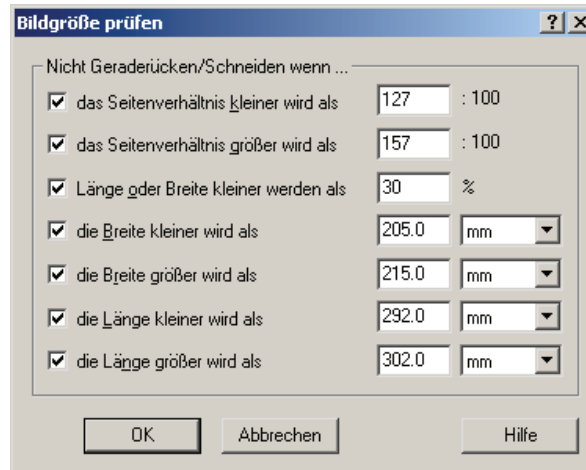 Bildgröße prüfen
Nicht Geraderücken/Schneiden wenn ...
das Seitenverhältnis kleiner wird als 127 : 100
das Seitenverhältnis größer wird als 157 : 100
Länge oder Breite kleiner werden als 30 %
die Breite kleiner wird als 205.0 mm
die Breite größer wird als 215.0 mm
die Länge kleiner wird als 292.0 mm
die Länge größer wird als 302.0 mm
OK Abbrechen Hilfe